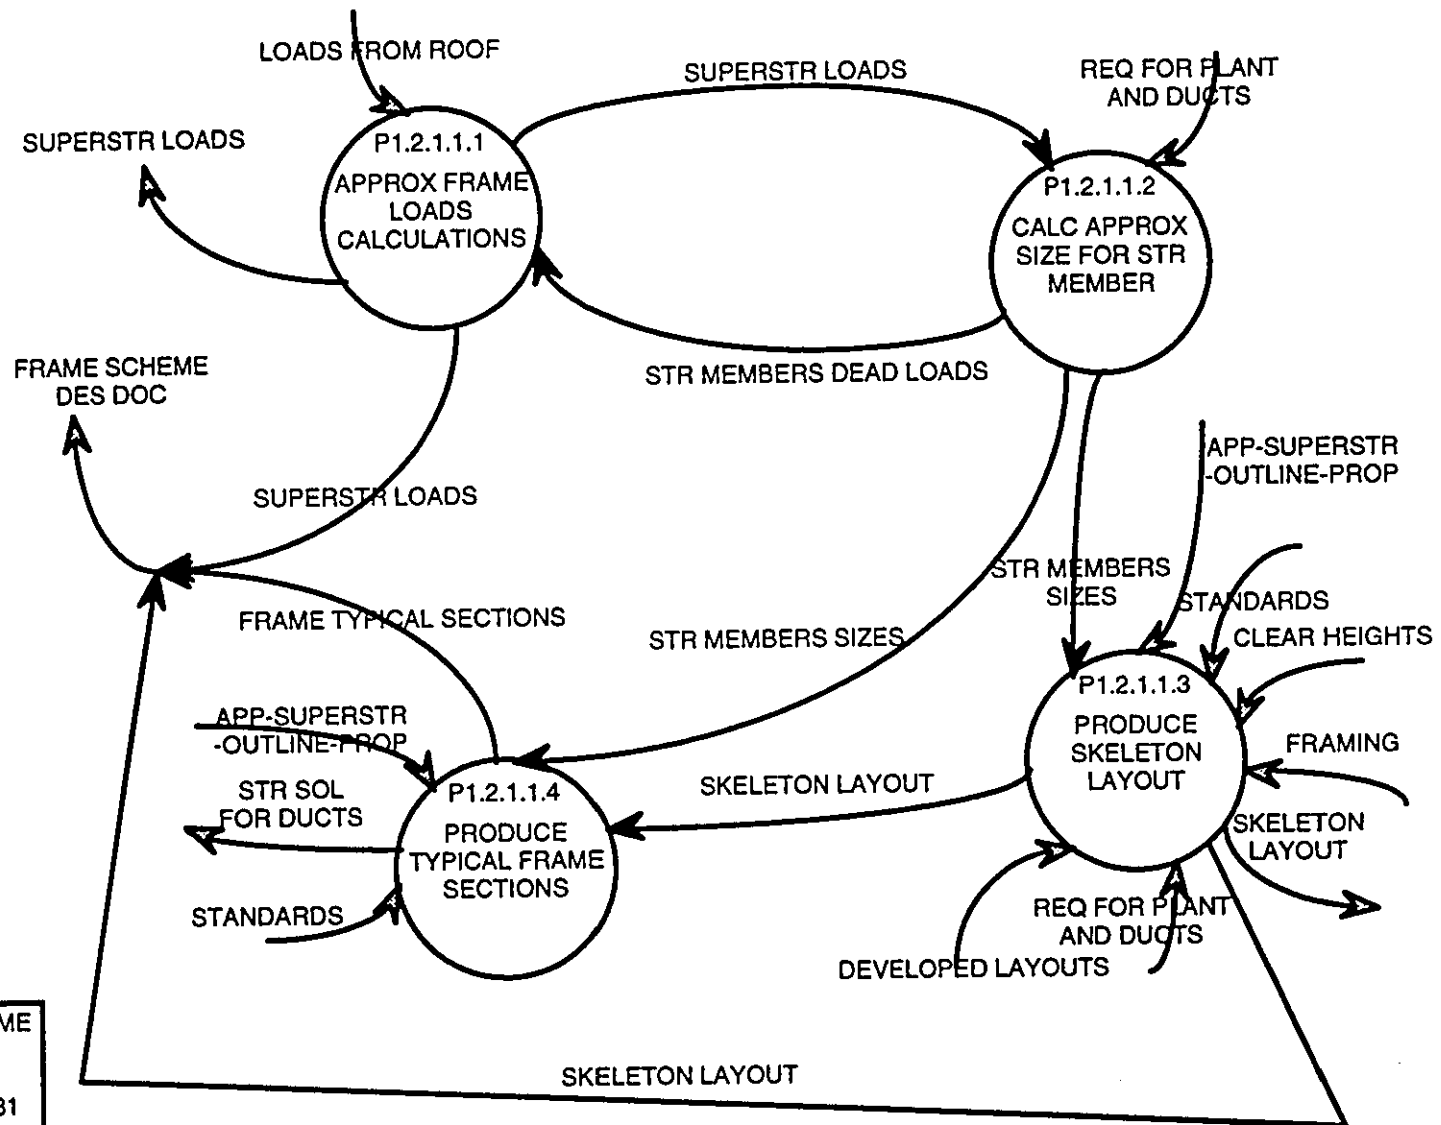 LOADS FROM ROOF
SUPERSTR LOADS
REQ FOR PLANT
AND DUCTS
SUPERSTR LOADS
P1.2.1.1.1
APPROX FRAME
LOADS
CALCULATIONS
P1.2.1.1.2
CALC APPROX
SIZE FOR STR
MEMBER
FRAME SCHEME
DES DOC
STR MEMBERS DEAD LOADS
APP-SUPERSTR
-OUTLINE-PROP
SUPERSTR LOADS
STR MEMBERS
SIZES
STANDARDS
FRAME TYPICAL SECTIONS
STR MEMBERS SIZES
CLEAR HEIGHTS
P1.2.1.1.3
PRODUCE
SKELETON
LAYOUT
APP-SUPERSTR
-OUTLINE-PROP
FRAMING
STR SOL
FOR DUCTS
P1.2.1.1.4
PRODUCE
TYPICAL FRAME
SECTIONS
SKELETON LAYOUT
SKELETON
LAYOUT
STANDARDS
REQ FOR PLANT
AND DUCTS
DEVELOPED LAYOUTS
ME
31
SKELETON LAYOUT